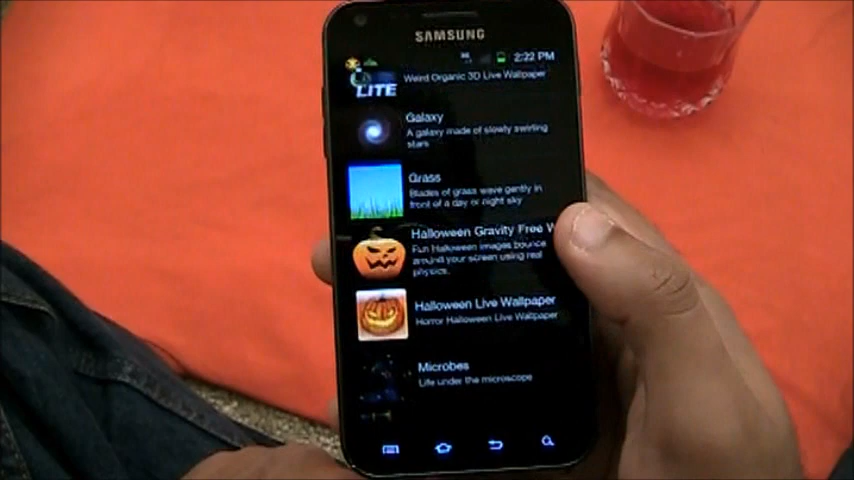 SAMSUNG
2:22 PM
LITE
Weird Organic 3D Live Wallpaper
Galaxy
A galaxy made of slowly swirling
stars
Grass
Blades of grass wave gently in
front of a day or night sky
Halloween Gravity Free W
Fun Halloween images bounce
around your screen using real
physics.
Halloween Live Wallpaper
Horror Halloween Live Wallpaper
Microbes
Life under the microscope